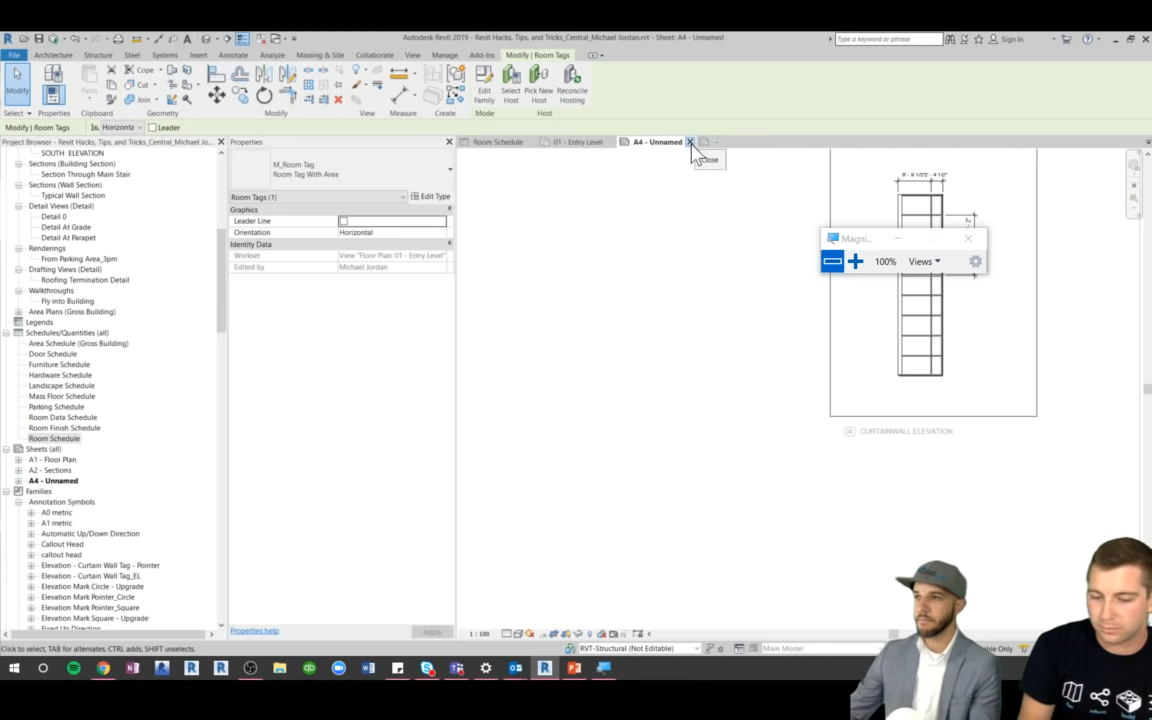 Autodesk Revit 2019 - Revit Hacks, Tips, and Tricks_Central_Michael Jordan.rvt - Sheet: A4 - Unnamed
Type a keyword or phrase
Sign In
File Architecture Structure Steel Systems Insert Annotate Analyze Massing & Site Collaborate View Manage Add-Ins Modify | Room Tags
Modify
Properties
Paste
Cope
Cut
Join
Create
Edit Family
Select Host
Pick New Host
Reconcile Hosting
Select Properties Clipboard Geometry Modify View Measure Create Mode Host
Modify | Room Tags Horizonta Leader
Project Browser - Revit Hacks, Tips, and Tricks_Central_Michael Jo...
SOUTH ELEVATION
Sections (Building Section)
Section Through Main Stair
Sections (Wall Section)
Typical Wall Section
Detail Views (Detail)
Detail 0
Detail At Grade
Detail At Parapet
Renderings
From Parking Area_3pm
Drafting Views (Detail)
Roofing Termination Detail
Walkthroughs
Fly into Building
Area Plans (Gross Building)
Legends
Schedules/Quantities (all)
Area Schedule (Gross Building)
Door Schedule
Furniture Schedule
Hardware Schedule
Landscape Schedule
Mass Floor Schedule
Parking Schedule
Room Data Schedule
Room Finish Schedule
Room Schedule
Sheets (all)
A1 - Floor Plan
A2 - Sections
A4 - Unnamed
Families
Annotation Symbols
A0 metric
A1 metric
Automatic Up/Down Direction
Callout Head
callout head
Elevation - Curtain Wall Tag - Pointer
Elevation - Curtain Wall Tag_EL
Elevation Mark Circle - Upgrade
Elevation Mark Pointer_Circle
Elevation Mark Pointer_Square
Elevation Mark Square - Upgrade
Fixed Up Direction
Properties
M_Room Tag
Room Tag With Area
Room Tags (1) Edit Type
Graphics
Leader Line
Orientation Horizontal
Identity Data
Workset View "Floor Plan: 01 - Entry Level"
Edited by Michael Jordan
Properties help Apply
Room Schedule 01 - Entry Level A4 - Unnamed
Close
Magni...
100% Views
CURTAINWALL ELEVATION
1 : 100
Click to select, TAB for alternates, CTRL adds, SHIFT unselects.
RVT-Structural (Not Editable)
:0
Main Model